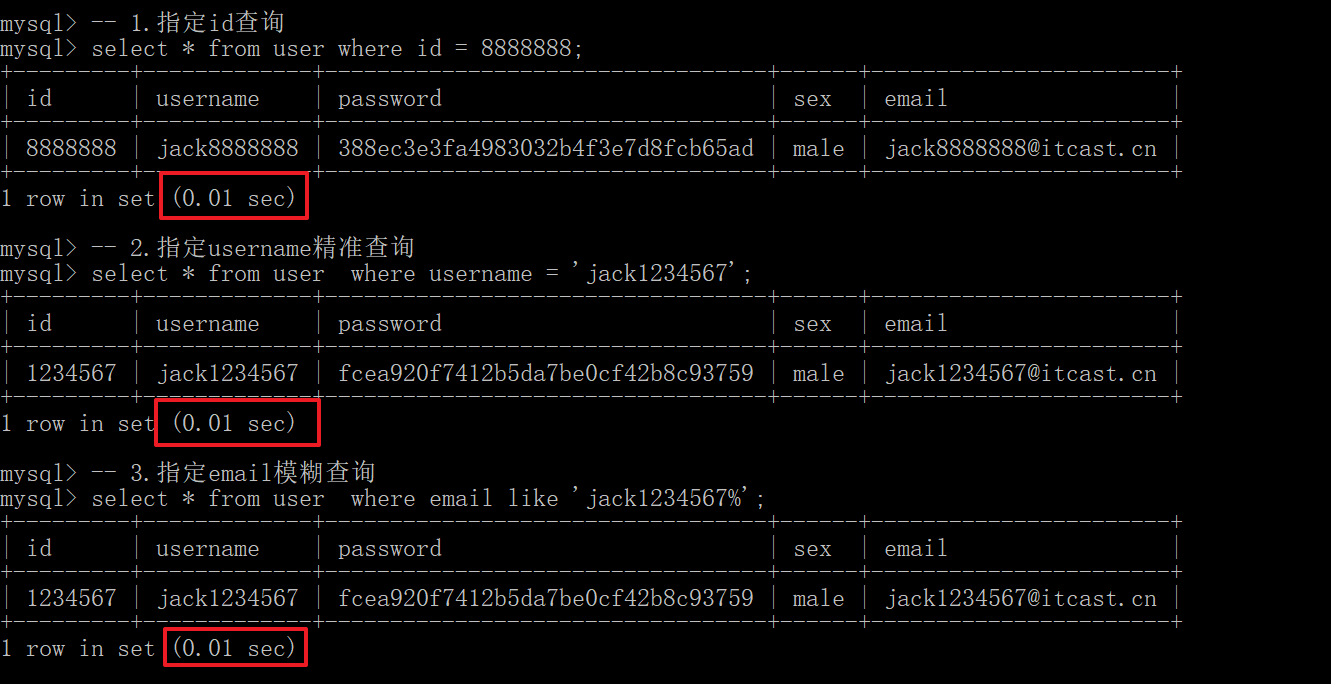 mysql> -- 1.指定id查询
mysql> select * from user where id = 8888888;
+---------+-------------+----------------------------------+------+-----------------------+
| id      | username    | password                         | sex  | email                 |
+---------+-------------+----------------------------------+------+-----------------------+
| 8888888 | jack8888888 | 388ec3e3fa4983032b4f3e7d8fcb65ad | male | jack8888888@itcast.cn |
+---------+-------------+----------------------------------+------+-----------------------+
1 row in set (0.01 sec)
mysql> -- 2.指定username精准查询
mysql> select * from user  where username = 'jack1234567';
+---------+-------------+----------------------------------+------+-----------------------+
| id      | username    | password                         | sex  | email                 |
+---------+-------------+----------------------------------+------+-----------------------+
| 1234567 | jack1234567 | fcea920f7412b5da7be0cf42b8c93759 | male | jack1234567@itcast.cn |
+---------+-------------+----------------------------------+------+-----------------------+
1 row in set (0.01 sec)
mysql> -- 3.指定email模糊查询
mysql> select * from user  where email like 'jack1234567%';
+---------+-------------+----------------------------------+------+-----------------------+
| id      | username    | password                         | sex  | email                 |
+---------+-------------+----------------------------------+------+-----------------------+
| 1234567 | jack1234567 | fcea920f7412b5da7be0cf42b8c93759 | male | jack1234567@itcast.cn |
+---------+-------------+----------------------------------+------+-----------------------+
1 row in set (0.01 sec)